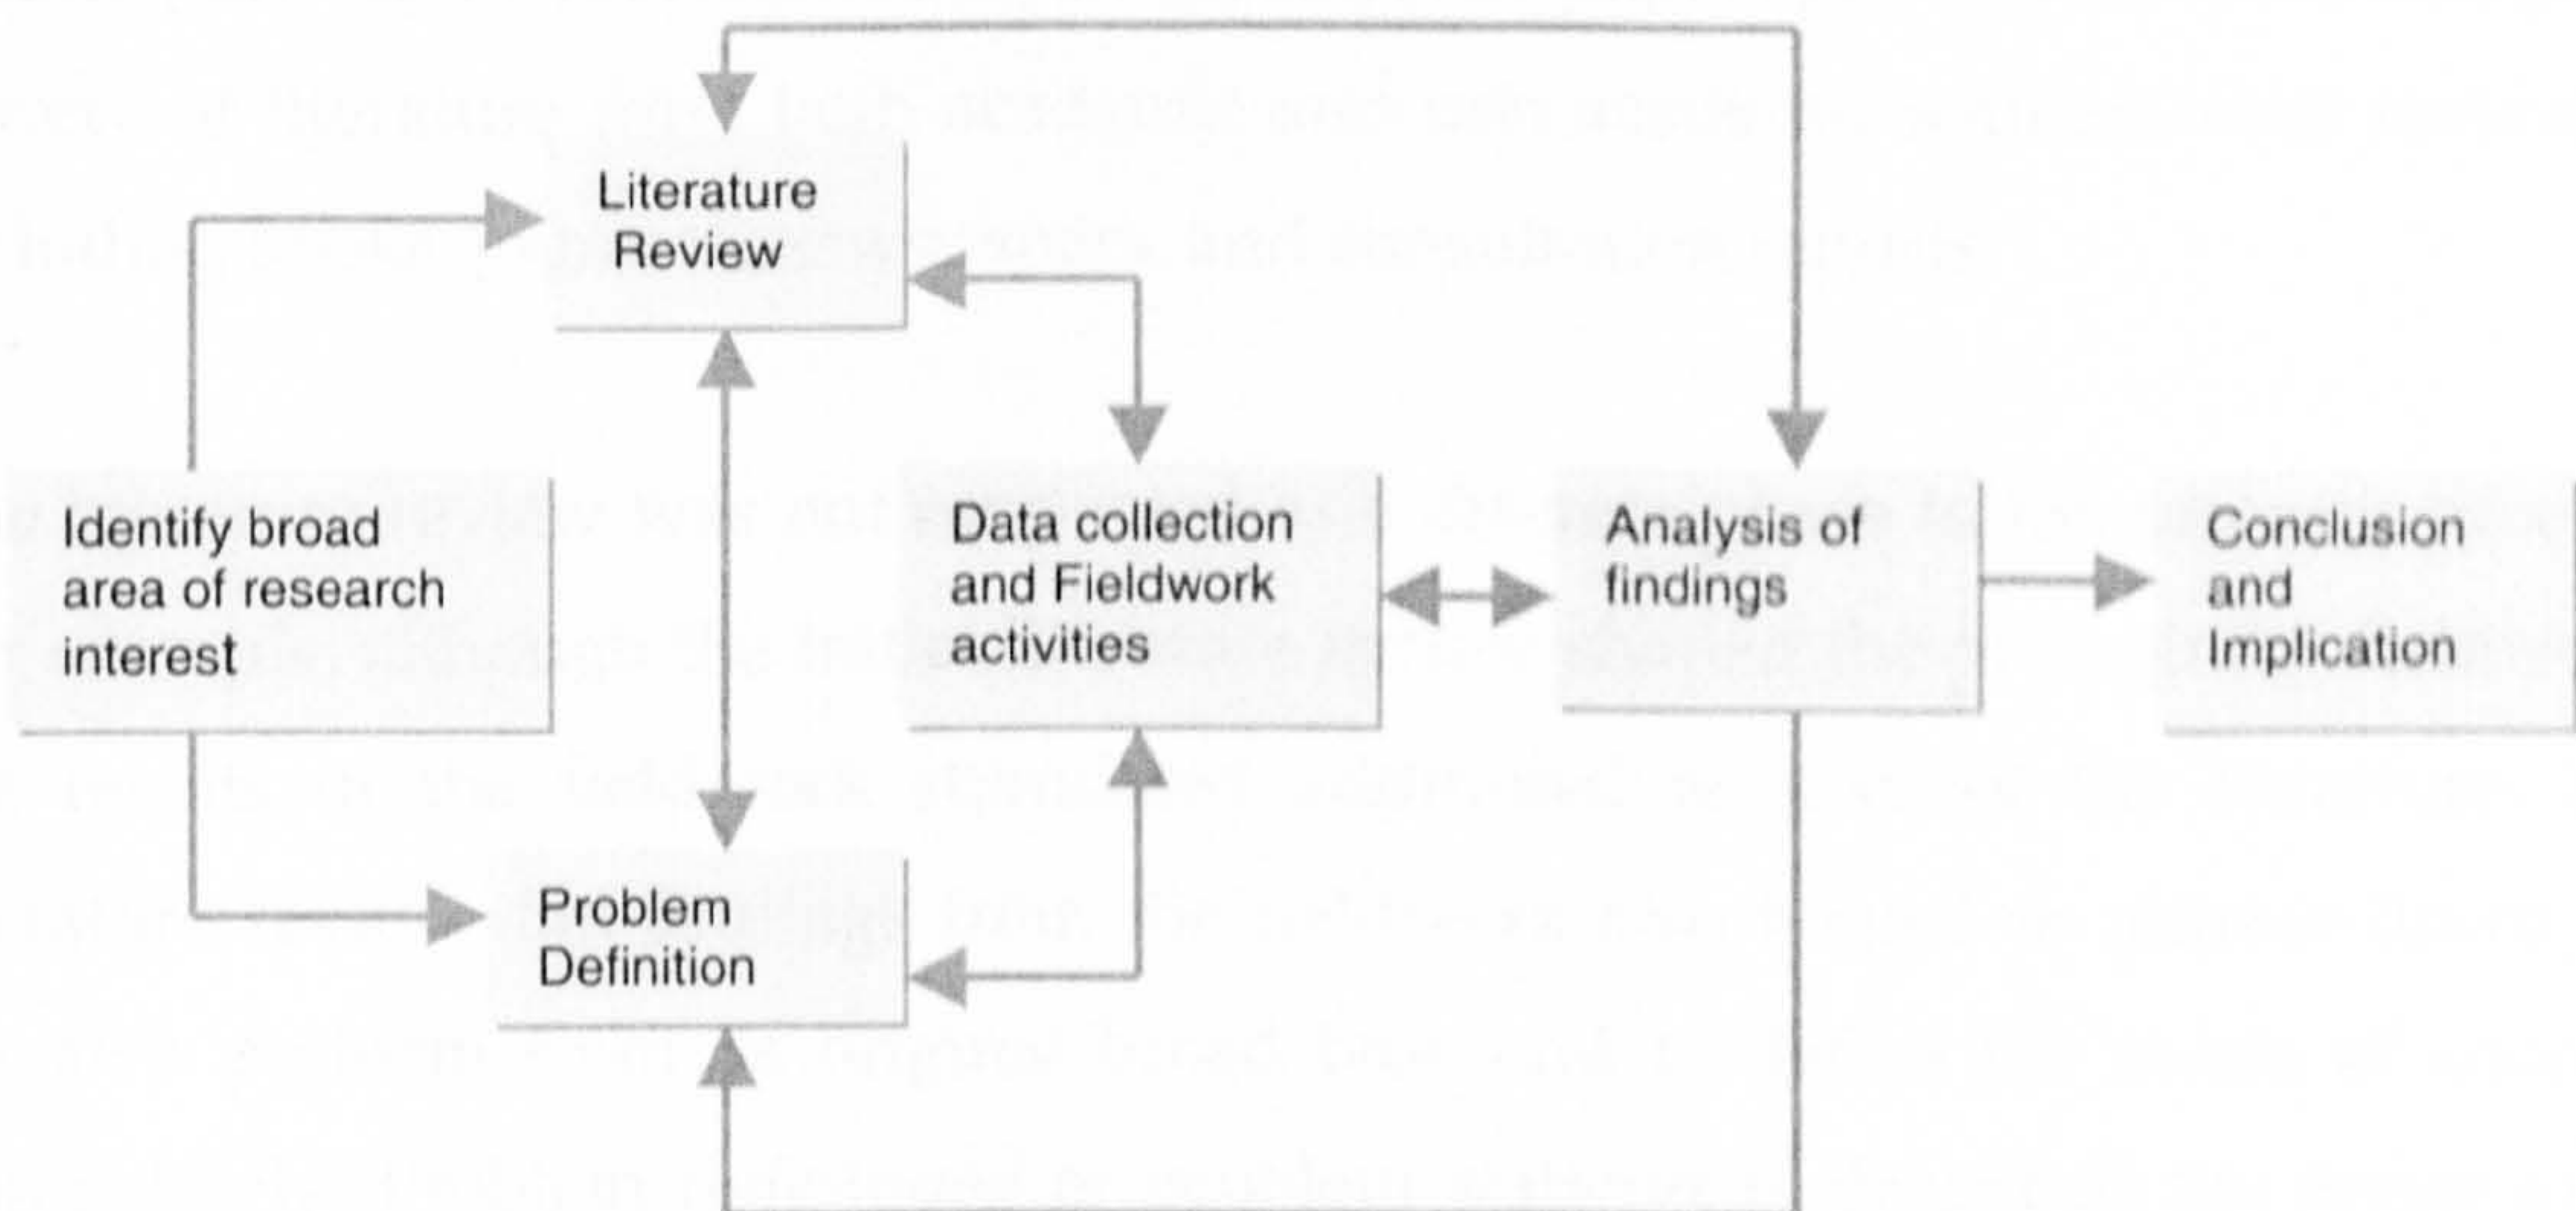 Literature
Review
Identify broad
area of research
interest
Data collection
and Fieldwork
activities
Analysis of
findings
Conclusion
and
Implication
Problem
Definition